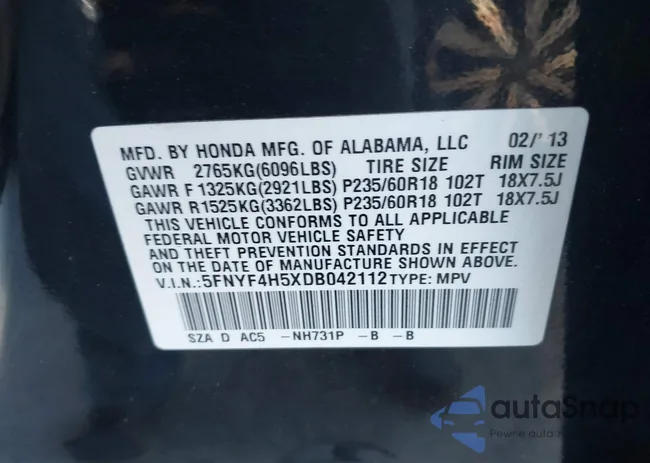 MFD. BY HONDA MFG. OF ALABAMA, LLC 02/' 13
GVWR 2765KG(6096LBS) TIRE SIZE RIM SIZE
GAWR F 1325KG(2921LBS) P235/60R18 102T 18X7.5J
GAWR R1525KG(3362LBS) P235/60R18 102T 18X7.5J
THIS VEHICLE CONFORMS TO ALL APPLICABLE
FEDERAL MOTOR VEHICLE SAFETY
AND THEFT PREVENTION STANDARDS IN EFFECT
ON THE DATE OF MANUFACTURE SHOWN ABOVE.
V.I.N.:5FNYF4H5XDB042112 TYPE: MPV
SZA D AC5 -NH731P -B -B
autaSnap
Pewne auta